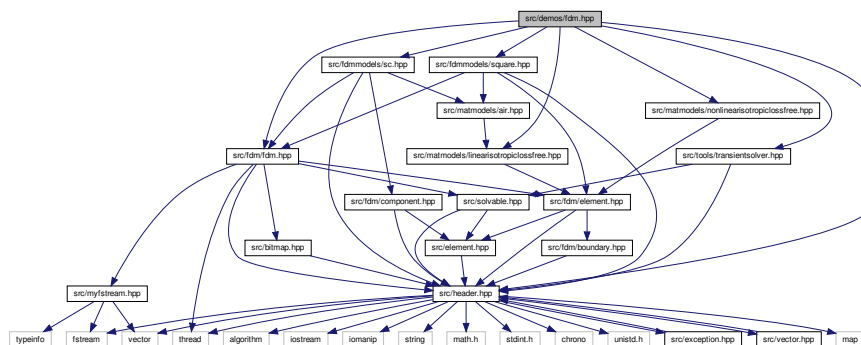 src/demos/fdm.hpp
src/fdmmodels/sc.hpp src/fdmmodels/square.hpp
src/matmodels/air.hpp src/matmodels/nonlinearisotropiclossfree.hpp
src/fdm/fdm.hpp src/matmodels/linearisotropiclossfree.hpp src/tools/transientsolver.hpp
src/fdm/component.hpp src/solvable.hpp src/fdm/element.hpp
src/bitmap.hpp src/element.hpp src/fdm/boundary.hpp
src/myfstream.hpp src/header.hpp
typeinfo fstream vector thread algorithm iostream iomanip string math.h stdint.h chrono unistd.h src/exception.hpp src/vector.hpp map